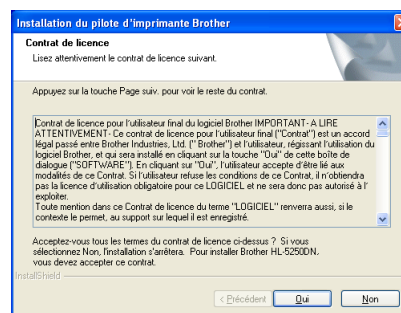 Installation du pilote d'imprimante Brother
Contrat de licence
Lisez attentivement le contrat de licence suivant.
Appuyez sur la touche Page suiv. pour voir le reste du contrat.
Contrat de licence pour l'utilisateur final du logiciel Brother IMPORTANT- A LIRE
ATTENTIVEMENT- Ce contrat de licence pour l'utilisateur final ("Contrat") est un accord
légal passé entre Brother Industries, Ltd. (" Brother") et l'utilisateur, régissant l'utilisation du
logiciel Brother, et qui sera installé en cliquant sur la touche "Oui" de cette boîte de
dialogue ("SOFTWARE"). En cliquant sur "Oui", l'utilisateur accepte d'être lié aux
modalités de ce Contrat. Si l'utilisateur refuse les conditions de ce Contrat, il n'obtiendra
pas la licence d'utilisation obligatoire pour CE LOGICIEL et ne sera donc pas autorisé à l'
exploiter.
Toute mention dans ce Contrat de licence du terme "LOGICIEL" renverra aussi, si le
contexte le permet, au support sur lequel il est enregistré.
Acceptez-vous tous les termes du contrat de licence ci-dessus ? Si vous
sélectionnez Non, l'installation s'arrêtera. Pour installer Brother HL-5250DN,
vous devez accepter ce contrat.
InstallShield
< Précédent Oui Non